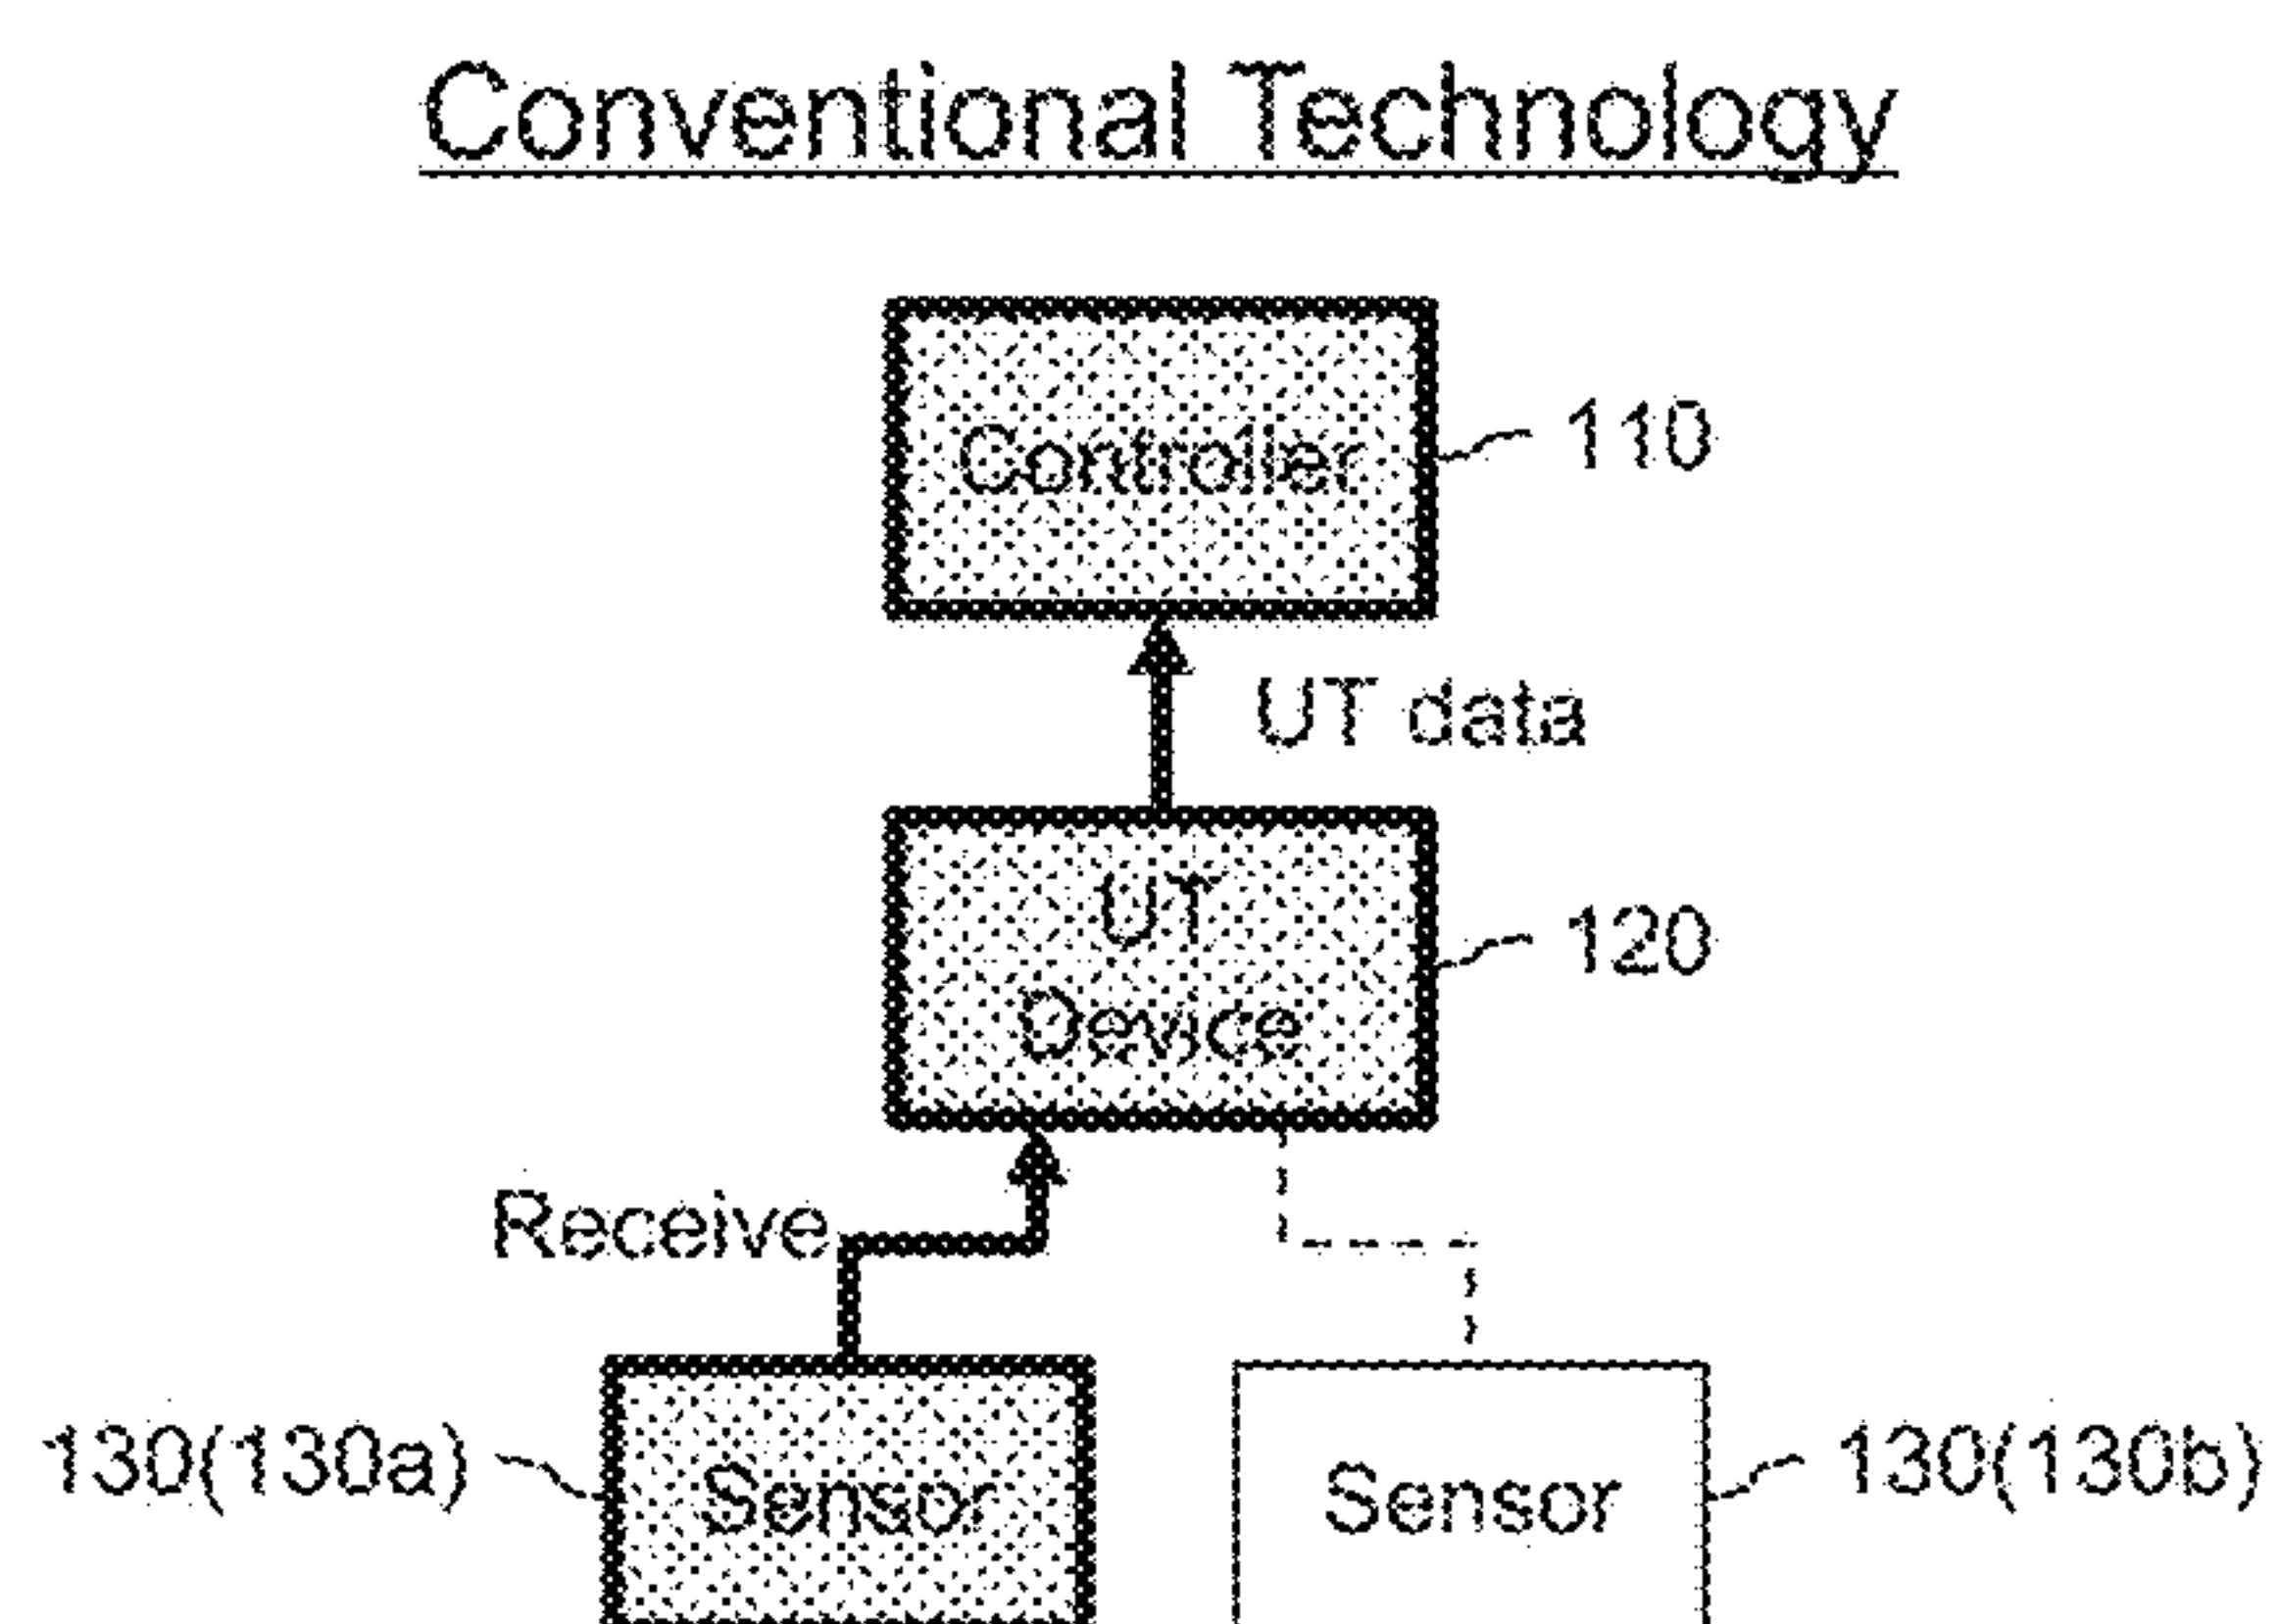 Conventional Technology
Controller
110
UT data
UT
Device
120
Receive
130(130a)
Sensor
Sensor
130(130b)